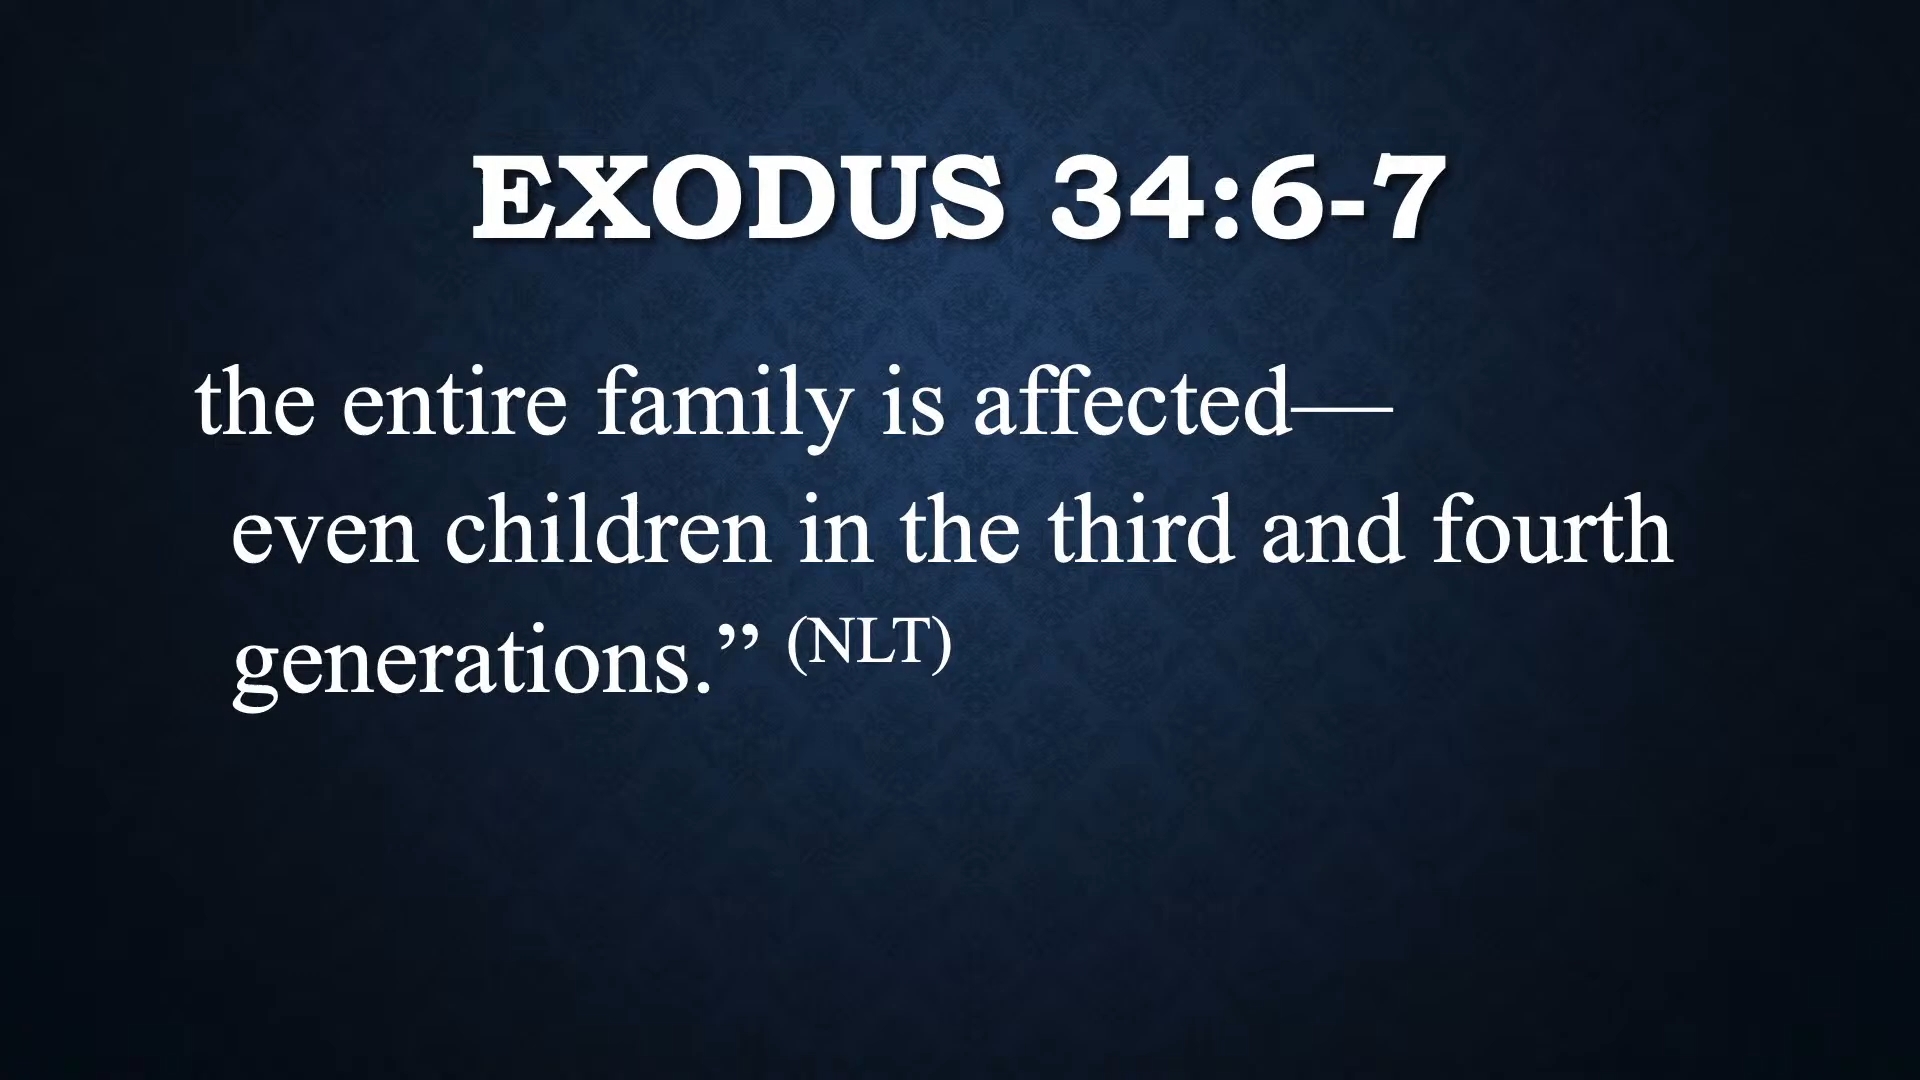 EXODUS 34:6-7
the entire family is affected—
even children in the third and fourth
generations.” (NLT)